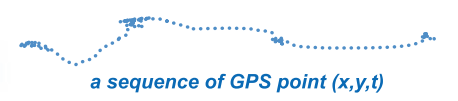 a sequence of GPS point (x,y,t)